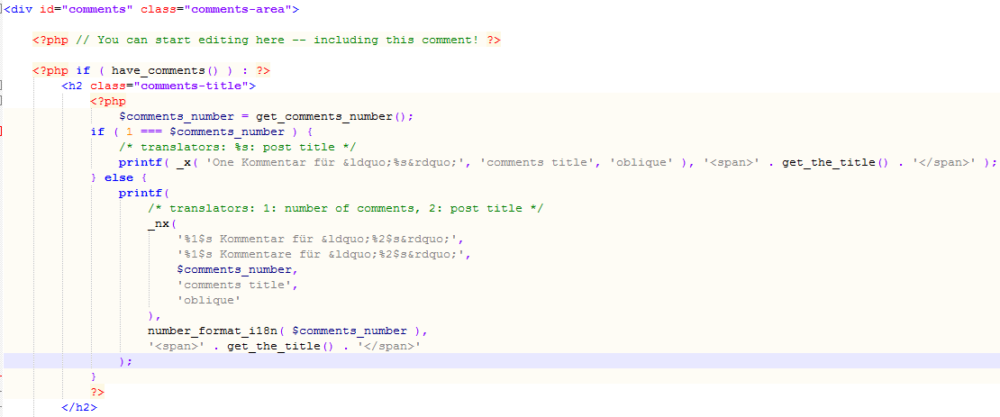 <div id="comments" class="comments-area">
<?php // You can start editing here -- including this comment! ?>
<?php if ( have_comments() ) : ?>
<h2 class="comments-title">
<?php
$comments_number = get_comments_number();
if ( 1 === $comments_number ) {
/* translators: %s: post title */
printf( _x( 'One Kommentar für &ldquo;%s&rdquo;', 'comments title', 'oblique' ), '<span>' . get_the_title() . '</span>' );
} else {
printf(
/* translators: 1: number of comments, 2: post title */
_nx(
'%1$s Kommentar für &ldquo;%2$s&rdquo;',
'%1$s Kommentare für &ldquo;%2$s&rdquo;',
$comments_number,
'comments title',
'oblique'
),
number_format_i18n( $comments_number ),
'<span>' . get_the_title() . '</span>'
);
}
?>
</h2>